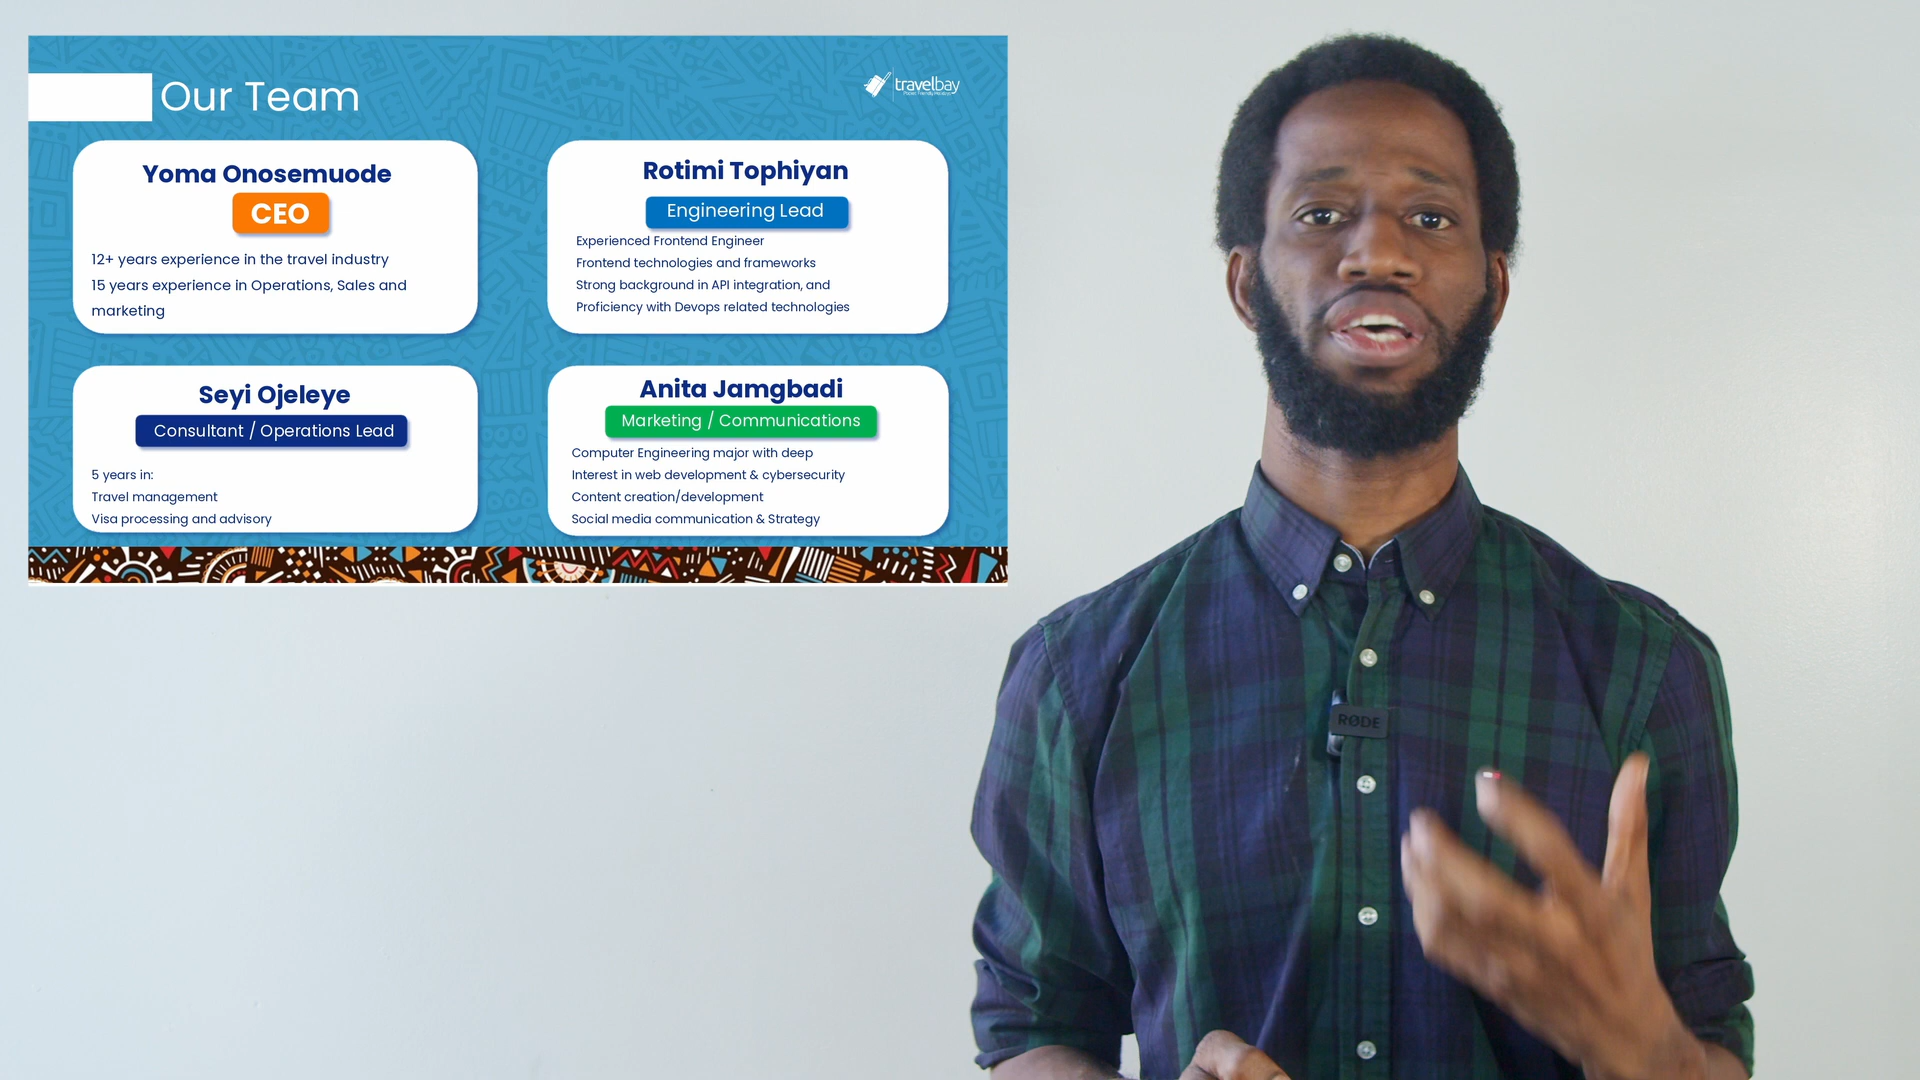 Our Team
travelbay
Yoma Onosemuode
CEO
12+ years experience in the travel industry
15 years experience in Operations, Sales and
marketing
Rotimi Tophiyan
Engineering Lead
Experienced Frontend Engineer
Frontend technologies and frameworks
Strong background in API integration, and
Proficiency with Devops related technologies
Seyi Ojeleye
Consultant / Operations Lead
5 years in:
Travel management
Visa processing and advisory
Anita Jamgbadi
Marketing / Communications
Computer Engineering major with deep
Interest in web development & cybersecurity
Content creation/development
Social media communication & Strategy
RØDE